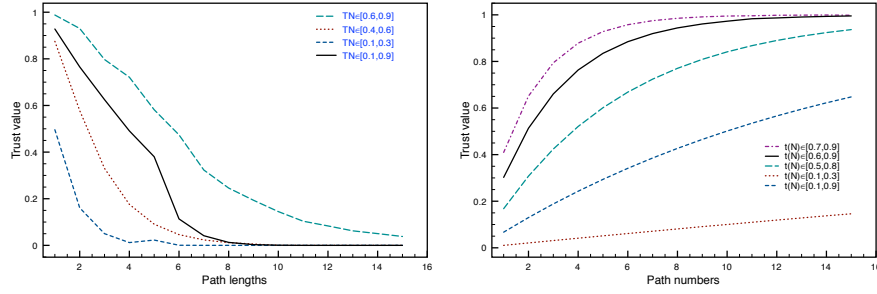 1
0.8
0.6
0.4
0.2
0
Trust value
2 4 6 8 10 12 14 16
Path lengths
TN∈[0.6,0.9]
TN∈[0.4,0.6]
TN∈[0.1,0.3]
TN∈[0.1,0.9]
1
0.8
0.6
0.4
0.2
0
Trust value
2 4 6 8 10 12 14 16
Path numbers
t(N)∈[0.7,0.9]
t(N)∈[0.6,0.9]
t(N)∈[0.5,0.8]
t(N)∈[0.1,0.3]
t(N)∈[0.1,0.9]